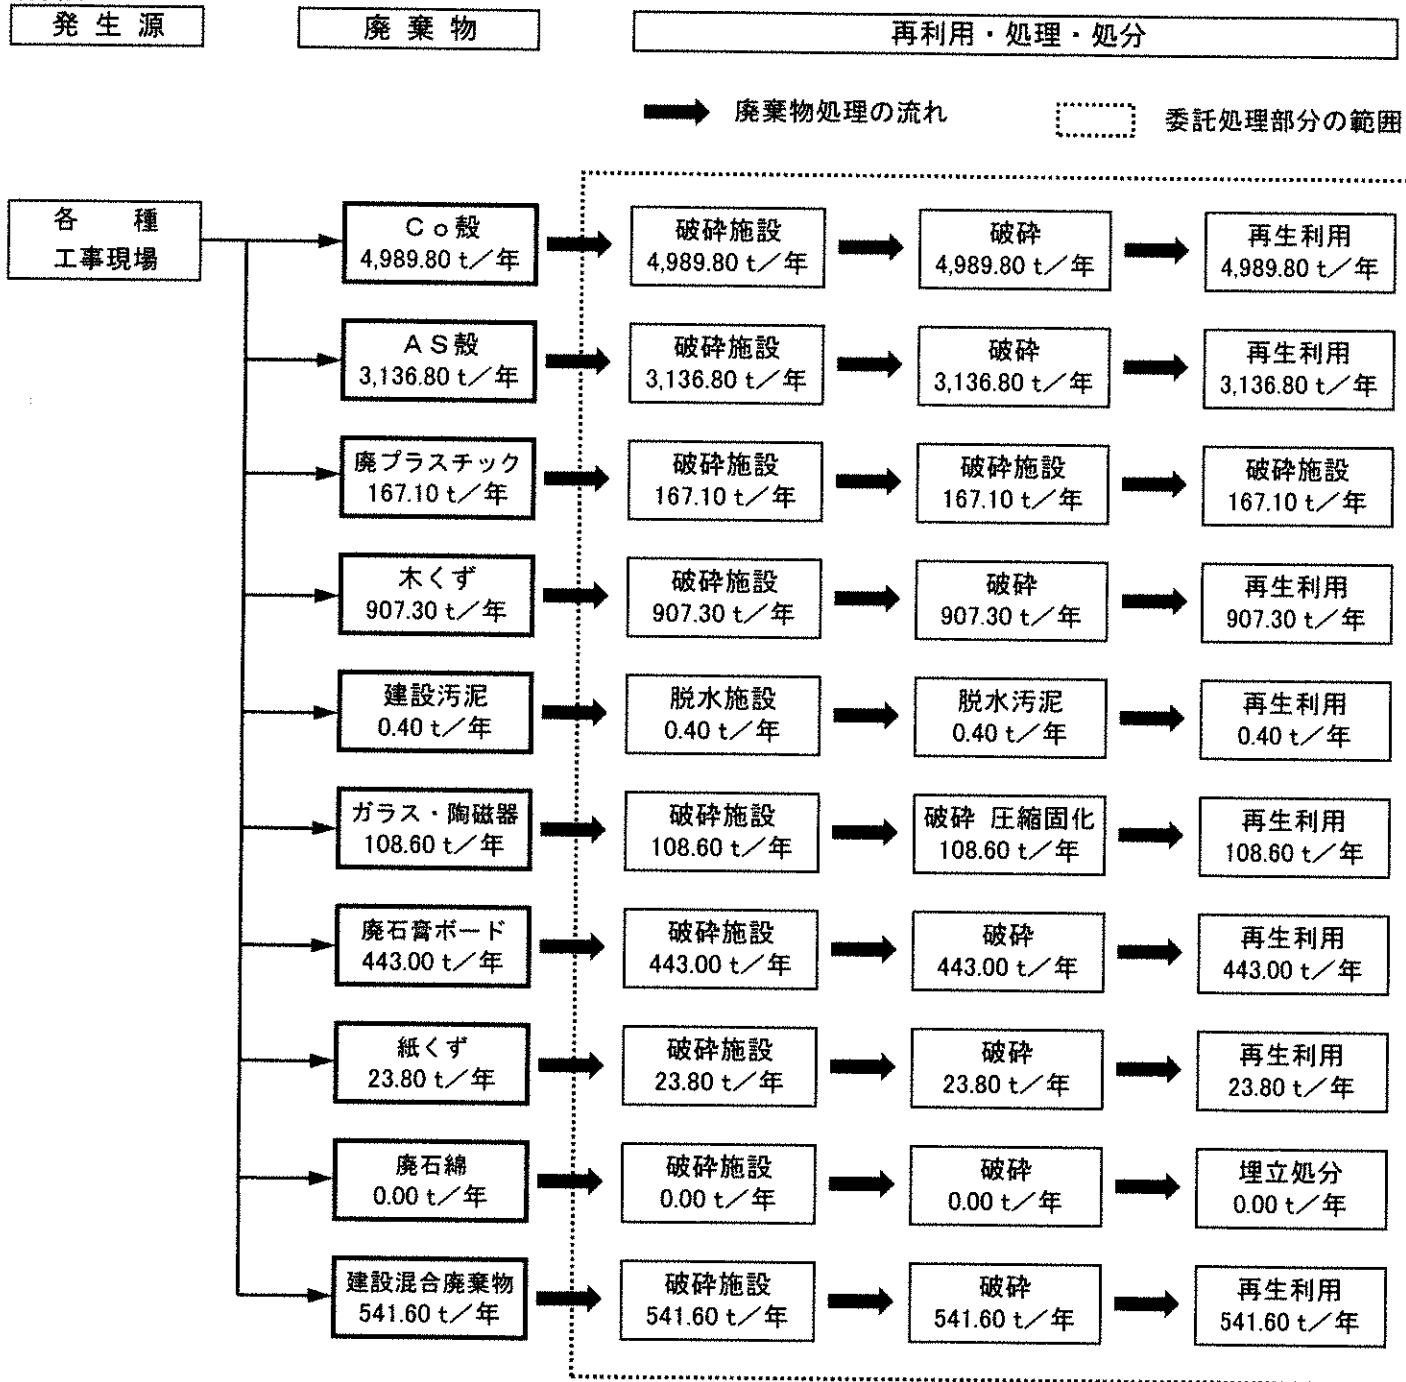 発生源
廃棄物
再利用・処理・処分
廃棄物処理の流れ
委託処理部分の範囲
各種
工事現場
Co殻
4,989.80 t/年
破砕施設
4,989.80 t/年
破砕
4,989.80 t/年
再生利用
4,989.80 t/年
AS殻
3,136.80 t/年
破砕施設
3,136.80 t/年
破砕
3,136.80 t/年
再生利用
3,136.80 t/年
廃プラスチック
167.10 t/年
破砕施設
167.10 t/年
破砕施設
167.10 t/年
破砕施設
167.10 t/年
木くず
907.30 t/年
破砕施設
907.30 t/年
破砕
907.30 t/年
再生利用
907.30 t/年
建設汚泥
0.40 t/年
脱水施設
0.40 t/年
脱水汚泥
0.40 t/年
再生利用
0.40 t/年
ガラス・陶磁器
108.60 t/年
破砕施設
108.60 t/年
破砕 圧縮固化
108.60 t/年
再生利用
108.60 t/年
廃石膏ボード
443.00 t/年
破砕施設
443.00 t/年
破砕
443.00 t/年
再生利用
443.00 t/年
紙くず
23.80 t/年
破砕施設
23.80 t/年
破砕
23.80 t/年
再生利用
23.80 t/年
廃石綿
0.00 t/年
破砕施設
0.00 t/年
破砕
0.00 t/年
埋立処分
0.00 t/年
建設混合廃棄物
541.60 t/年
破砕施設
541.60 t/年
破砕
541.60 t/年
再生利用
541.60 t/年